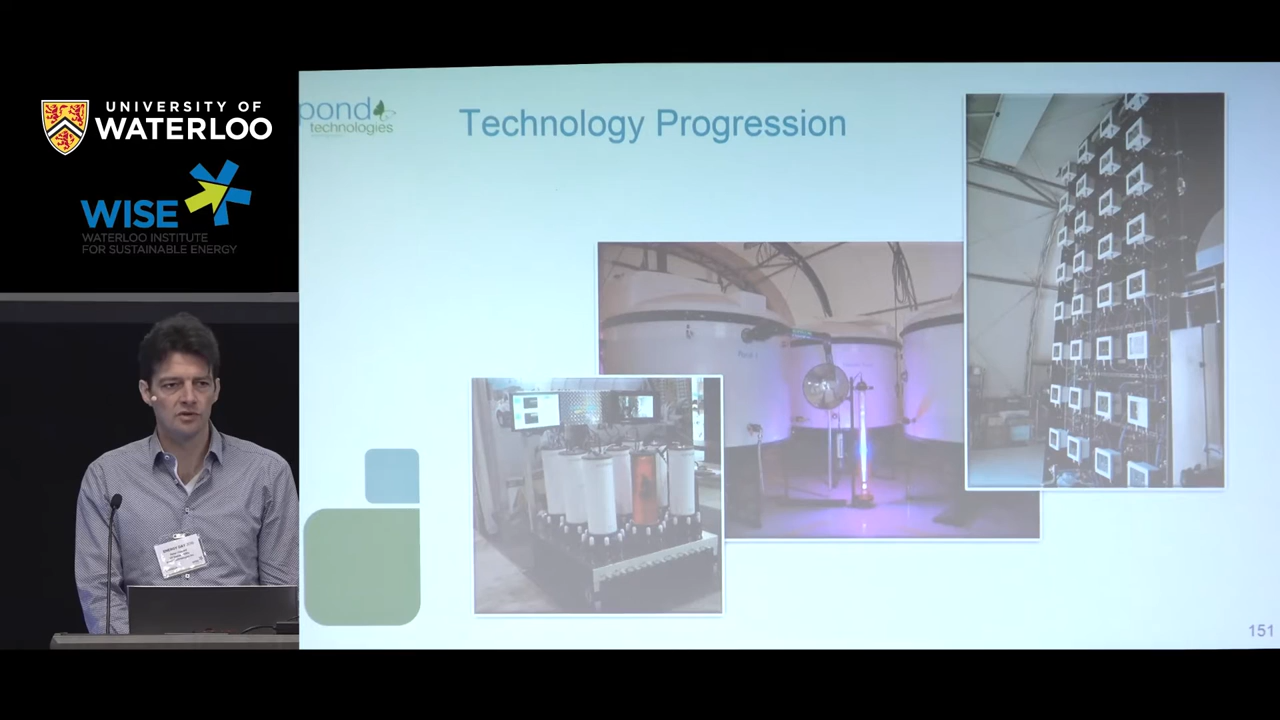 UNIVERSITY OF
WATERLOO
WISE
WATERLOO INSTITUTE
FOR SUSTAINABLE ENERGY
pond
technologies
Technology Progression
151